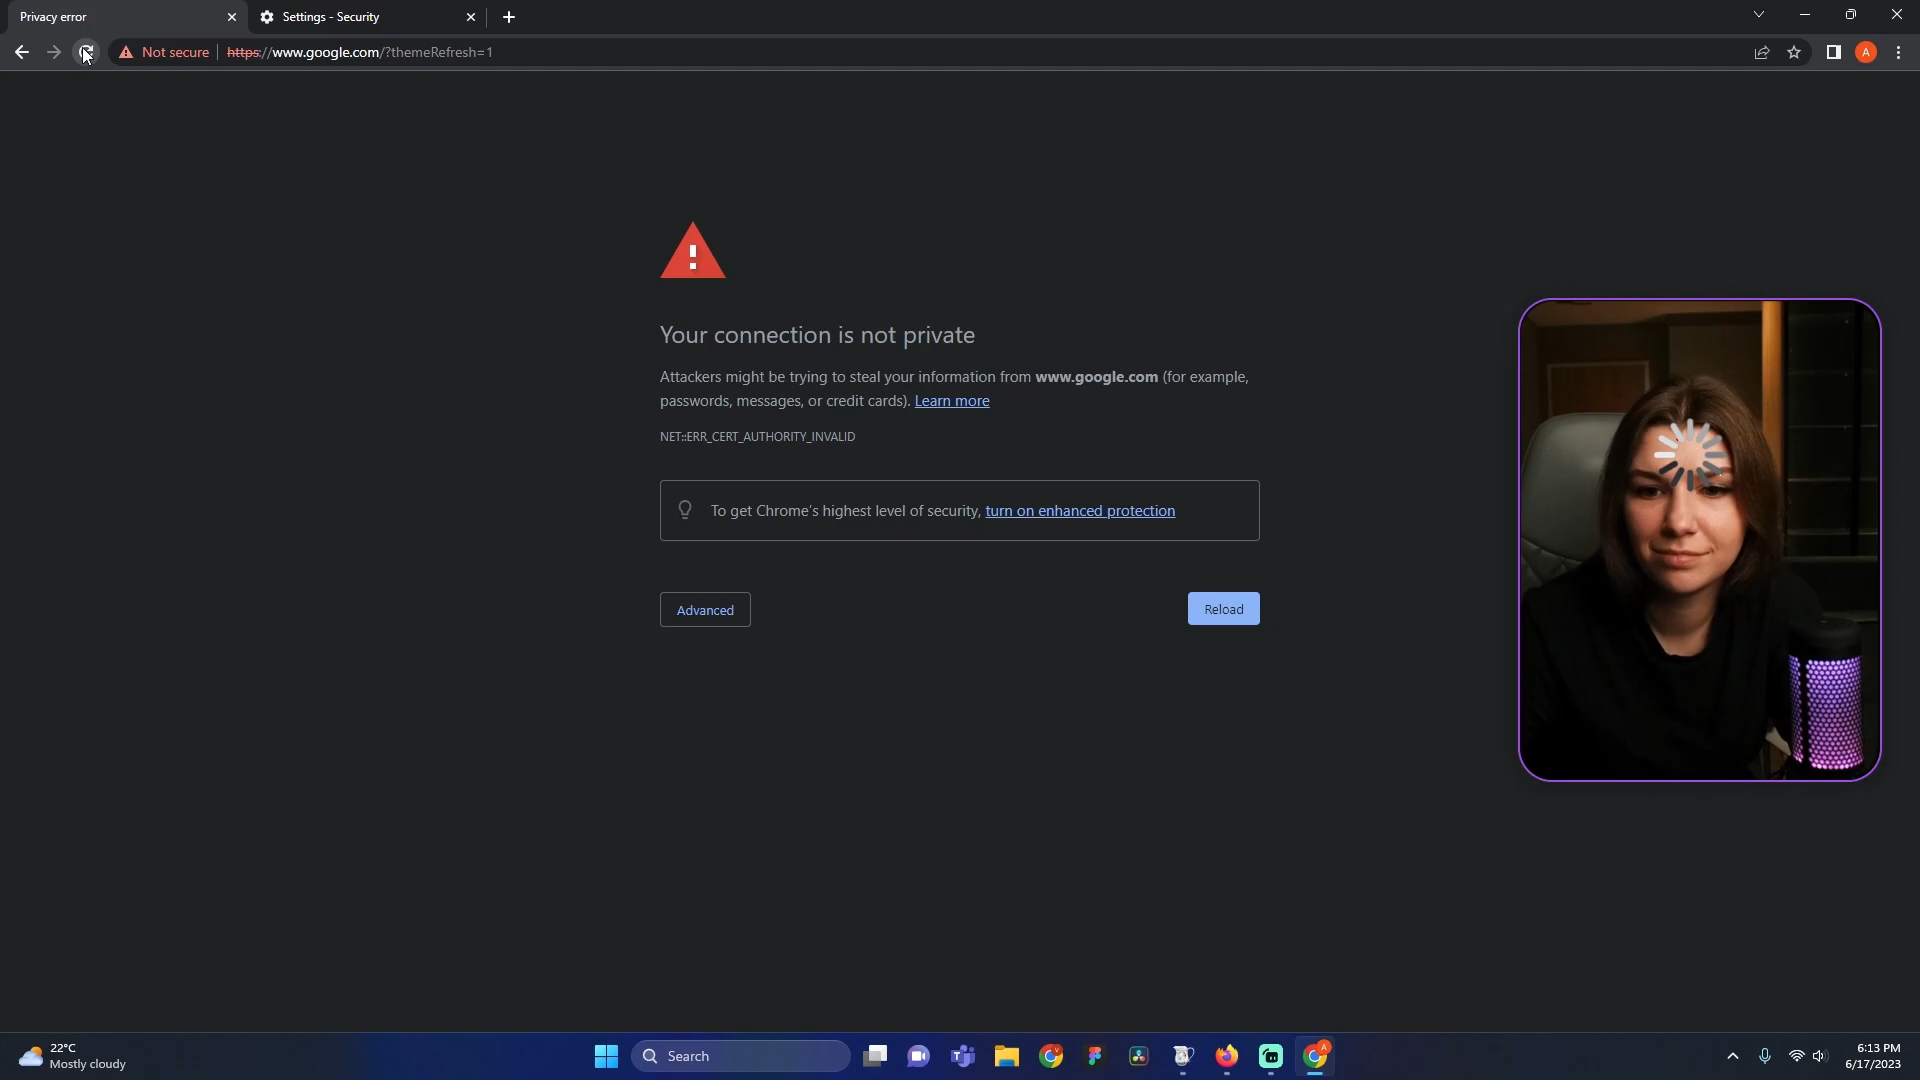 Privacy error
Settings - Security
Not secure
https://www.google.com/?themeRefresh=1
A
Your connection is not private
Attackers might be trying to steal your information from www.google.com (for example,
passwords, messages, or credit cards). Learn more
NET::ERR_CERT_AUTHORITY_INVALID
To get Chrome's highest level of security, turn on enhanced protection
Advanced
Reload
22°C
Mostly cloudy
Search
6:13 PM
6/17/2023